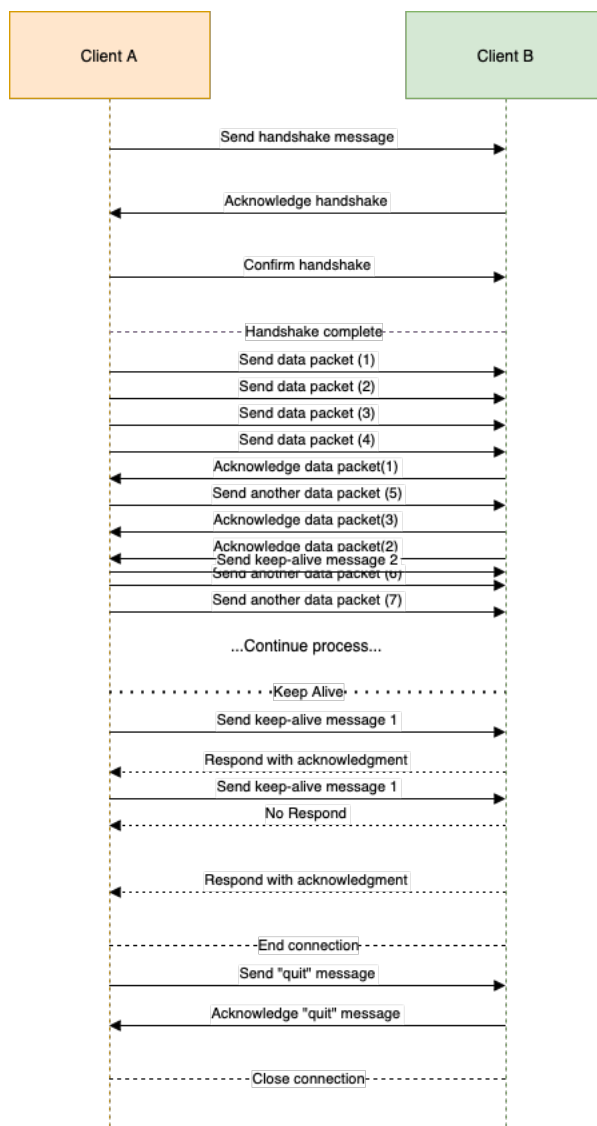 Client A
Client B
Send handshake message
Acknowledge handshake
Confirm handshake
Handshake complete
Send data packet (1)
Send data packet (2)
Send data packet (3)
Send data packet (4)
Acknowledge data packet(1)
Send another data packet (5)
Acknowledge data packet(3)
Acknowledge data packet(2)
Send keep-alive message 2
Send another data packet (6)
Send another data packet (7)
...Continue process...
Keep Alive
Send keep-alive message 1
Respond with acknowledgment
Send keep-alive message 1
No Respond
Respond with acknowledgment
End connection
Send "quit" message
Acknowledge "quit" message
Close connection